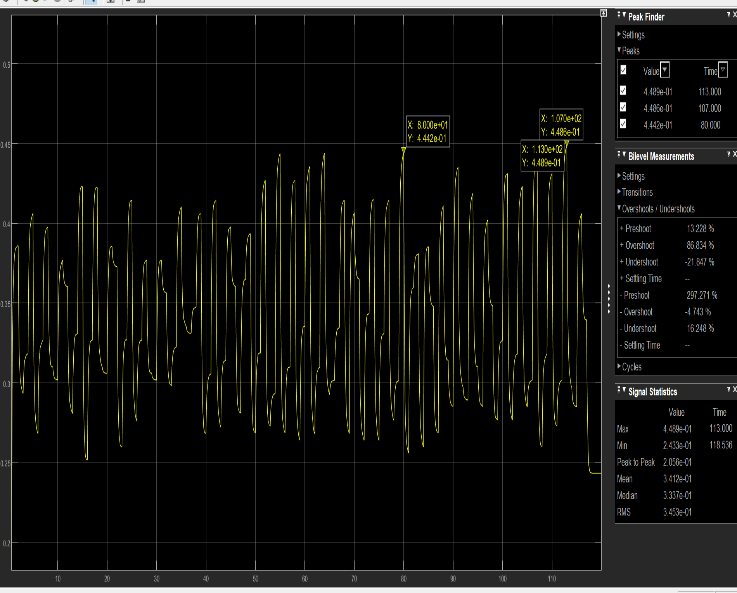 0.5
0.45
0.4
0.35
0.3
0.25
0.2
10 20 30 40 50 60 70 80 90 100 110
X: 8.000e+01
Y: 4.442e-01
X: 1.070e+02
Y: 4.486e-01
X: 1.130e+02
Y: 4.489e-01
Peak Finder ? X
Settings
Peaks
Value Time
4.489e-01 113.000
4.486e-01 107.000
4.442e-01 80.000
Bilevel Measurements ? X
Settings
Transitions
Overshoots / Undershoots
+ Preshoot 13.228 %
+ Overshoot 86.834 %
+ Undershoot -21.847 %
+ Settling Time --
- Preshoot 297.271 %
- Overshoot -4.743 %
- Undershoot 16.248 %
- Settling Time --
Cycles
Signal Statistics ? X
Value Time
Max 4.489e-01 113.000
Min 2.433e-01 118.536
Peak to Peak 2.056e-01
Mean 3.412e-01
Median 3.337e-01
RMS 3.453e-01